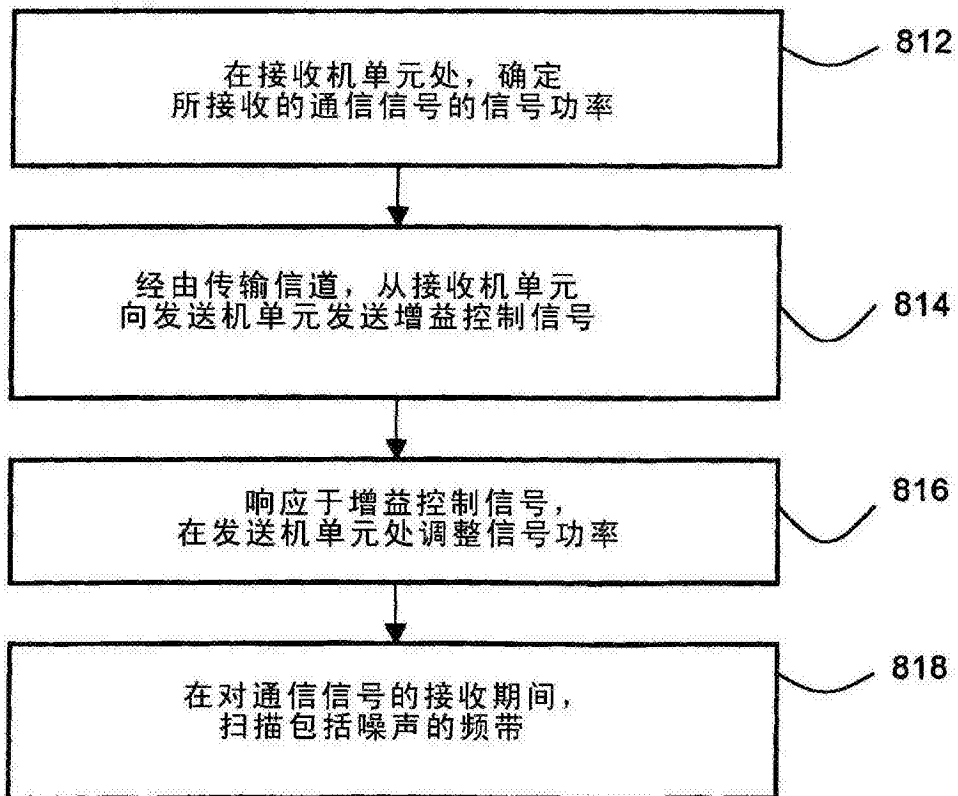 在接收机单元处，确定
所接收的通信信号的信号功率
812
经由传输信道，从接收机单元
向发送机单元发送增益控制信号
814
响应于增益控制信号，
在发送机单元处调整信号功率
816
在对通信信号的接收期间，
扫描包括噪声的频带
818